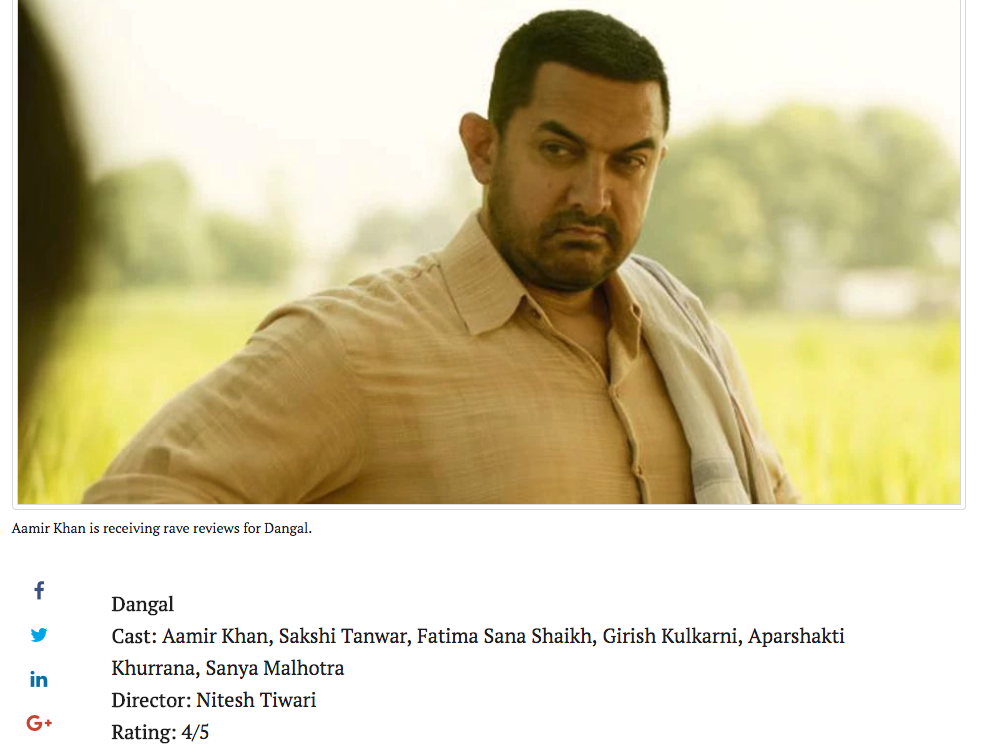 Aamir Khan is receiving rave reviews for Dangal.
f
in
G+
Dangal
Cast: Aamir Khan, Sakshi Tanwar, Fatima Sana Shaikh, Girish Kulkarni, Aparshakti
Khurrana, Sanya Malhotra
Director: Nitesh Tiwari
Rating: 4/5